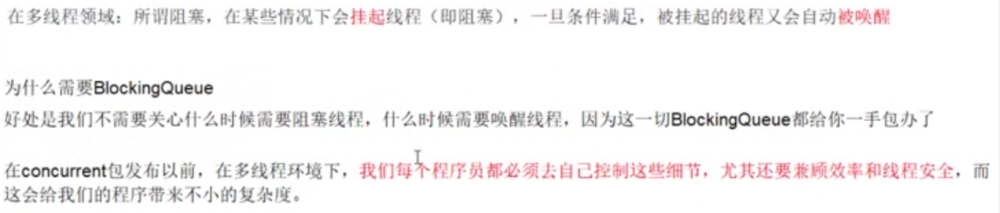 在多线程领域：所谓阻塞，在某些情况下会挂起线程（即阻塞），一旦条件满足，被挂起的线程又会自动被唤醒
为什么需要BlockingQueue
好处是我们不需要关心什么时候需要阻塞线程，什么时候需要唤醒线程，因为这一切BlockingQueue都给你一手包办了
在concurrent包发布以前，在多线程环境下，我们每个程序员都必须去自己控制这些细节，尤其还要兼顾效率和线程安全，而
这会给我们的程序带来不小的复杂度。